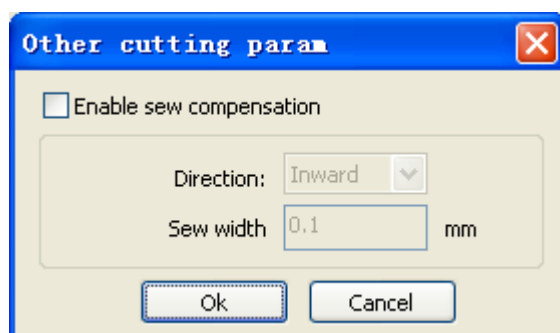 Other cutting param
Enable sew compensation
Direction: Inward
Sew width 0.1 mm
Ok Cancel